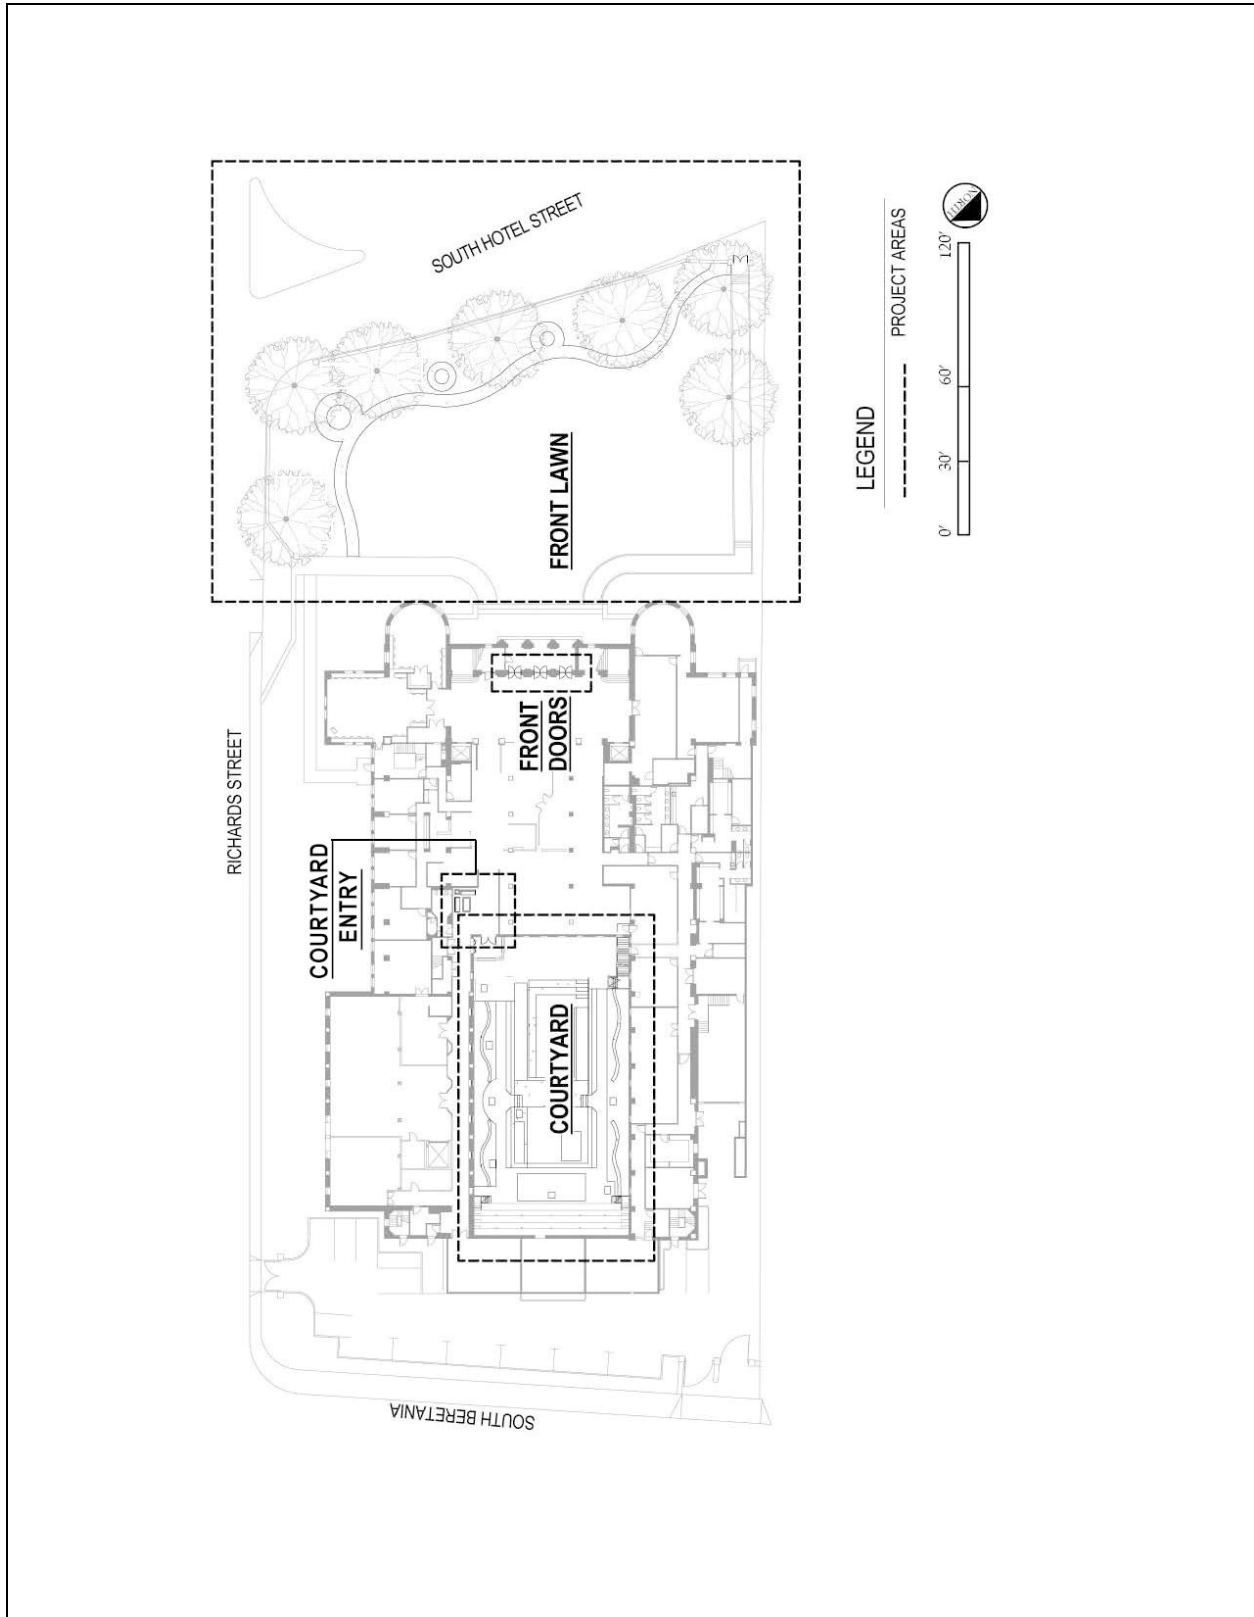 SOUTH HOTEL STREET
FRONT LAWN
FRONT
DOORS
RICHARDS STREET
COURTYARD
ENTRY
COURTYARD
SOUTH BERETANIA
LEGEND
PROJECT AREAS
0' 30' 60' 120'
NORTH